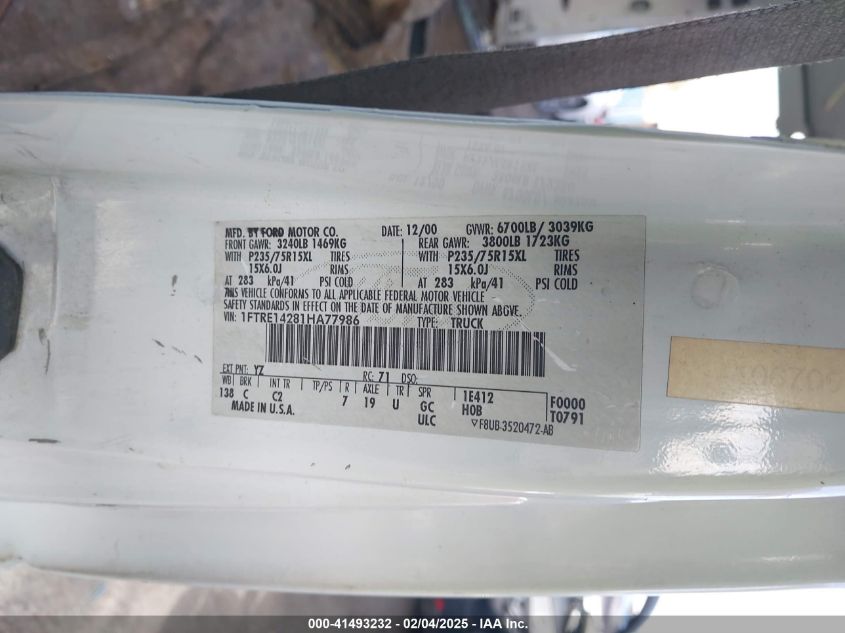 MFD. BY FORD MOTOR CO. DATE: 12/00 GVWR: 6700LB/ 3039KG
FRONT GAWR: 3240LB 1469KG REAR GAWR: 3800LB 1723KG
WITH P235/75R15XL TIRES WITH P235/75R15XL TIRES
15X6.0J RIMS 15X6.0J RIMS
AT 283 kPa/41 PSI COLD AT 283 kPa/41 PSI COLD
THIS VEHICLE CONFORMS TO ALL APPLICABLE FEDERAL MOTOR VEHICLE
SAFETY STANDARDS IN EFFECT ON THE DATE OF MANUFACTURE SHOWN ABOVE.
VIN: 1FTRE14281HA77986 TYPE: TRUCK
EXT PNT: YZ RC: 71 DSO:
WB BRK INT TR TP/PS R AXLE TR SPR 1E412 F0000
138 C C2 7 19 U GC HOB T0791
MADE IN U.S.A. ULC ▽F8UB-3520472-AB
000-41493232 - 02/04/2025 - IAA Inc.